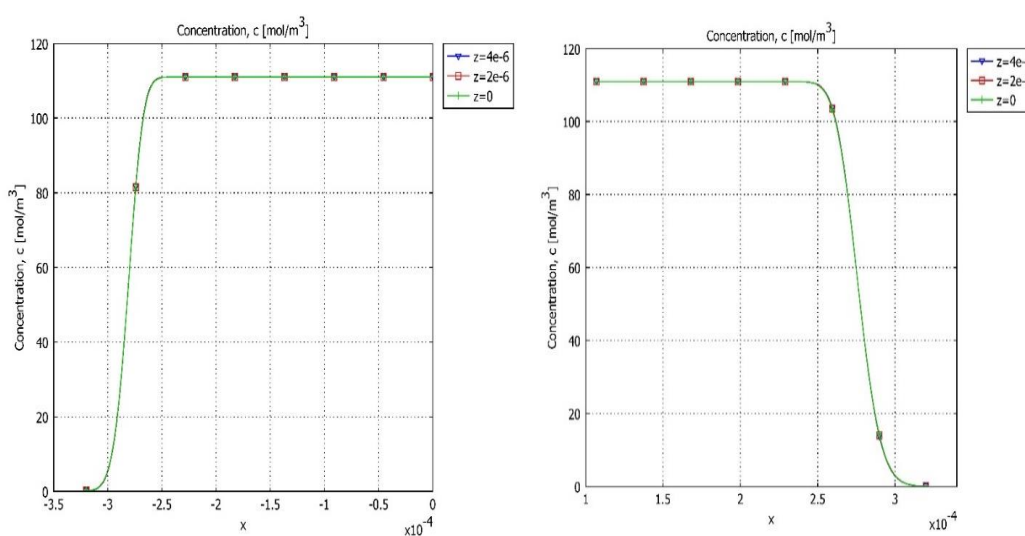 Concentration, c [mol/m³]
120
100
80
60
40
20
0
Concentration, c [mol/m³]
-3.5
-3
-2.5
-2
-1.5
-1
-0.5
0
x
x10⁻⁴
z=4e-6
z=2e-6
z=0
Concentration, c [mol/m³]
120
100
80
60
40
20
0
Concentration, c [mol/m³]
1
1.5
2
2.5
3
x
x10⁻⁴
z=4e-
z=2e-
z=0